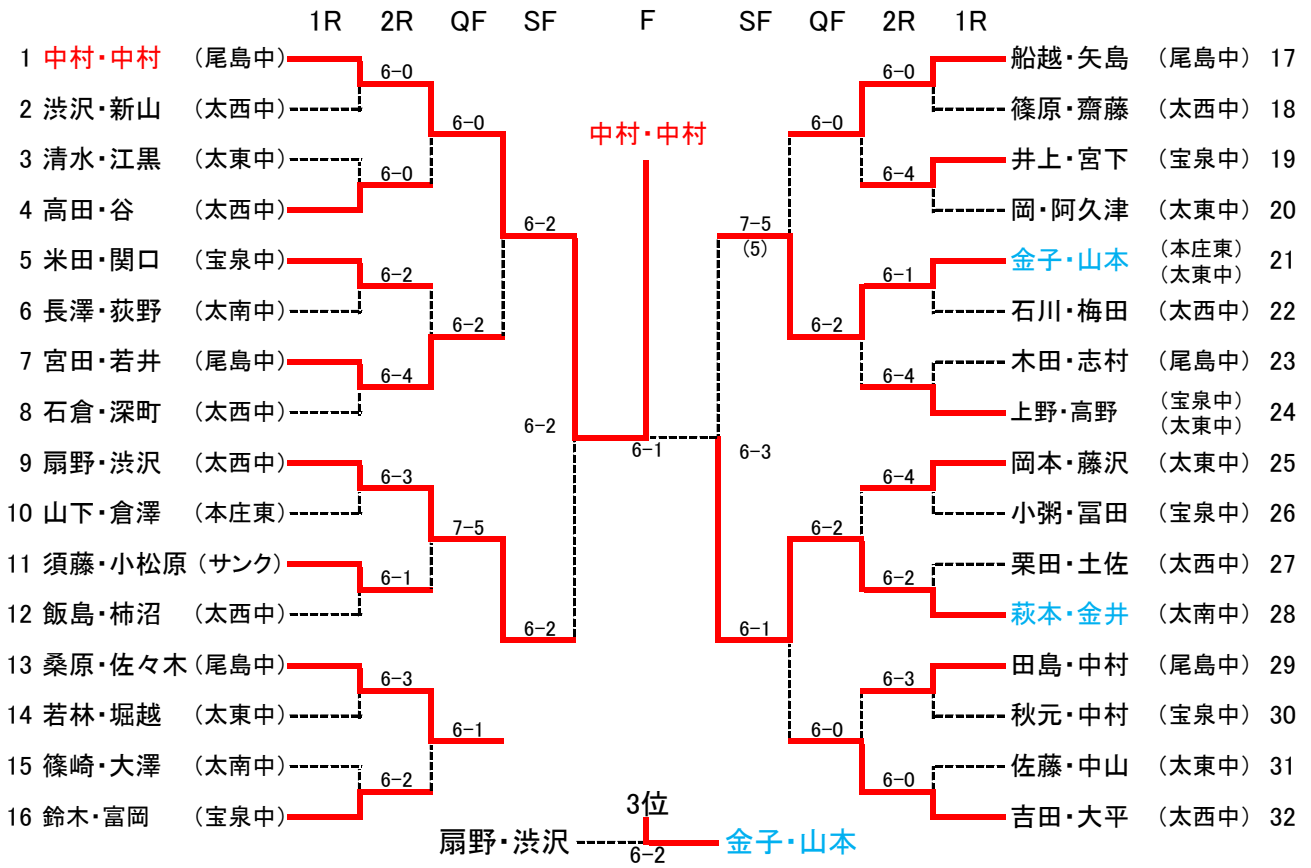 1R 2R QF SF F SF QF 2R 1R
1 中村・中村 (尾島中) 船越・矢島 (尾島中) 17
6-0 6-0
2 渋沢・新山 (太西中) 篠原・齋藤 (太西中) 18
6-0 中村・中村 6-0
3 清水・江黒 (太東中) 井上・宮下 (宝泉中) 19
6-0 6-4
4 高田・谷 (太西中) 岡・阿久津 (太東中) 20
6-2 7-5
(5)
5 米田・関口 (宝泉中) 金子・山本 (本庄東) (太東中) 21
6-2 6-1
6 長澤・荻野 (太南中) 石川・梅田 (太西中) 22
6-2 6-2
7 宮田・若井 (尾島中) 木田・志村 (尾島中) 23
6-4 6-4
8 石倉・深町 (太西中) 上野・高野 (宝泉中) (太東中) 24
6-2 6-1 6-3
9 扇野・渋沢 (太西中) 岡本・藤沢 (太東中) 25
6-3 6-4
10 山下・倉澤 (本庄東) 小粥・冨田 (宝泉中) 26
7-5 6-2
11 須藤・小松原 (サンク) 栗田・土佐 (太西中) 27
6-1 6-2
12 飯島・柿沼 (太西中) 萩本・金井 (太南中) 28
6-2 6-1
13 桑原・佐々木 (尾島中) 田島・中村 (尾島中) 29
6-3 6-3
14 若林・堀越 (太東中) 秋元・中村 (宝泉中) 30
6-1 6-0
15 篠崎・大澤 (太南中) 佐藤・中山 (太東中) 31
6-2 6-0
16 鈴木・富岡 (宝泉中) 吉田・大平 (太西中) 32
3位
扇野・渋沢 6-2 金子・山本